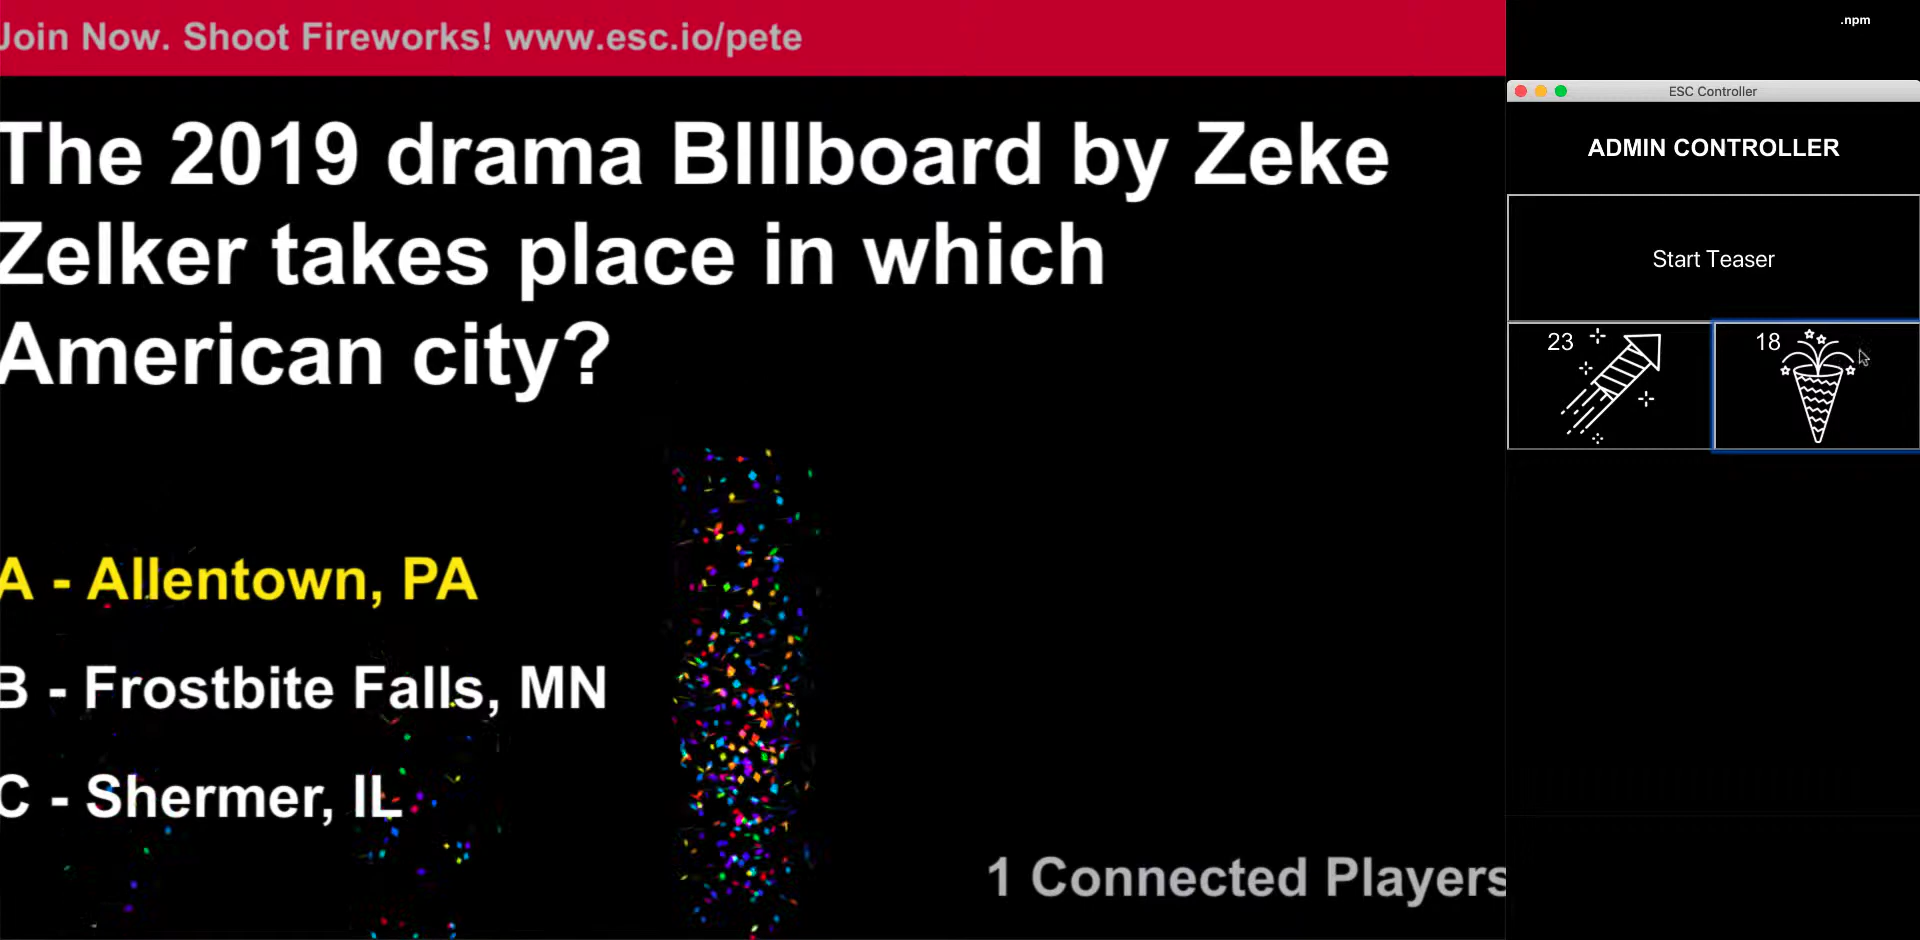 Join Now. Shoot Fireworks! www.esc.io/pete
The 2019 drama BIIIboard by Zeke
Zelker takes place in which
American city?
A - Allentown, PA
B - Frostbite Falls, MN
C - Shermer, IL
1 Connected Players
.npm
ESC Controller
ADMIN CONTROLLER
Start Teaser
23
18